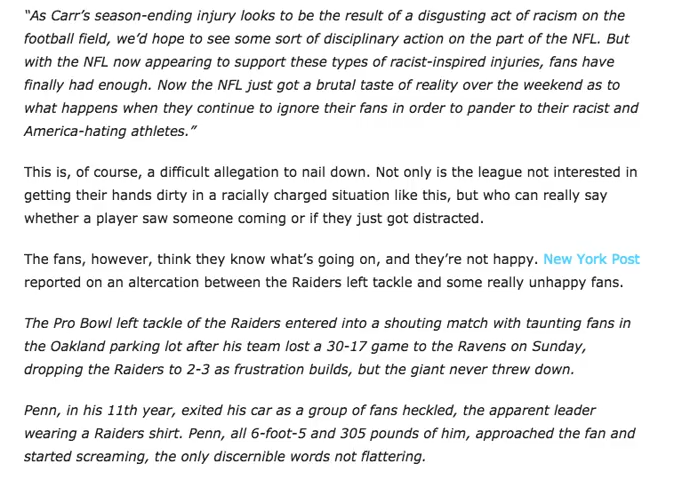 “As Carr’s season-ending injury looks to be the result of a disgusting act of racism on the
football field, we’d hope to see some sort of disciplinary action on the part of the NFL. But
with the NFL now appearing to support these types of racist-inspired injuries, fans have
finally had enough. Now the NFL just got a brutal taste of reality over the weekend as to
what happens when they continue to ignore their fans in order to pander to their racist and
America-hating athletes.”
This is, of course, a difficult allegation to nail down. Not only is the league not interested in
getting their hands dirty in a racially charged situation like this, but who can really say
whether a player saw someone coming or if they just got distracted.
The fans, however, think they know what’s going on, and they’re not happy. New York Post
reported on an altercation between the Raiders left tackle and some really unhappy fans.
The Pro Bowl left tackle of the Raiders entered into a shouting match with taunting fans in
the Oakland parking lot after his team lost a 30-17 game to the Ravens on Sunday,
dropping the Raiders to 2-3 as frustration builds, but the giant never threw down.
Penn, in his 11th year, exited his car as a group of fans heckled, the apparent leader
wearing a Raiders shirt. Penn, all 6-foot-5 and 305 pounds of him, approached the fan and
started screaming, the only discernible words not flattering.